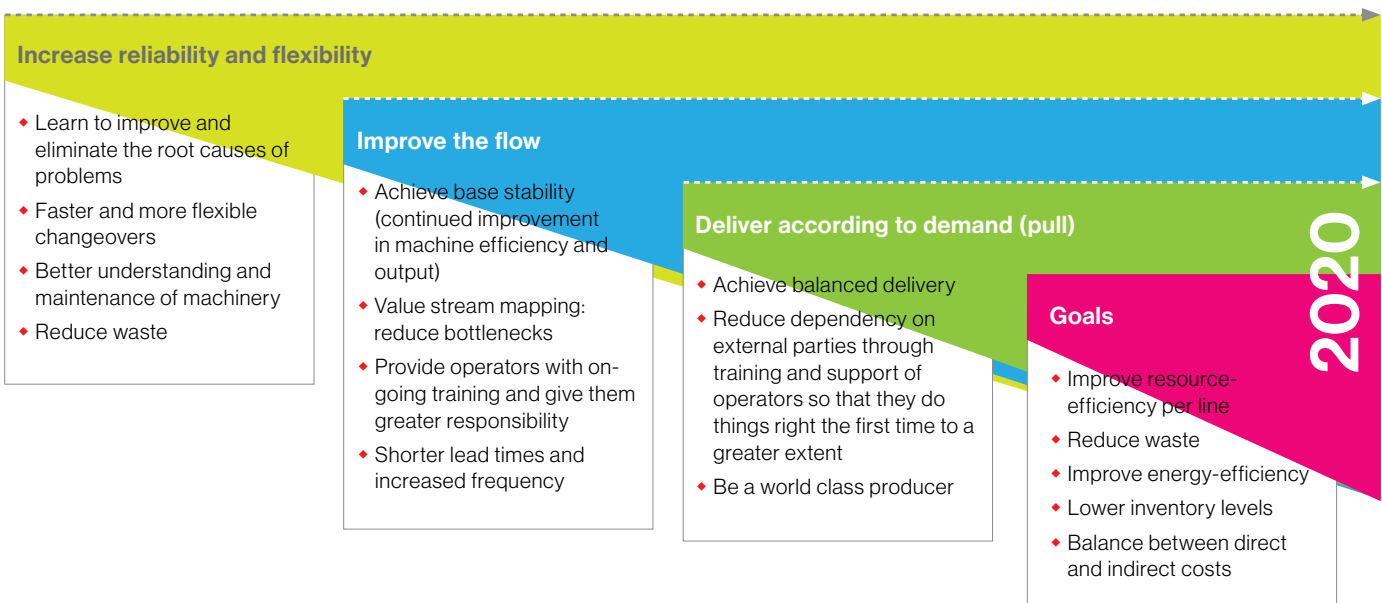 Increase reliability and flexibility
Learn to improve and
eliminate the root causes of
problems
Faster and more flexible
changeovers
Better understanding and
maintenance of machinery
Reduce waste
Improve the flow
Achieve base stability
(continued improvement
in machine efficiency and
output)
Value stream mapping:
reduce bottlenecks
Provide operators with on-
going training and give them
greater responsibility
Shorter lead times and
increased frequency
Deliver according to demand (pull)
Achieve balanced delivery
Reduce dependency on
external parties through
training and support of
operators so that they do
things right the first time to a
greater extent
Be a world class producer
Goals
Improve resource-
efficiency per line
Reduce waste
Improve energy-efficiency
Lower inventory levels
Balance between direct
and indirect costs
2020